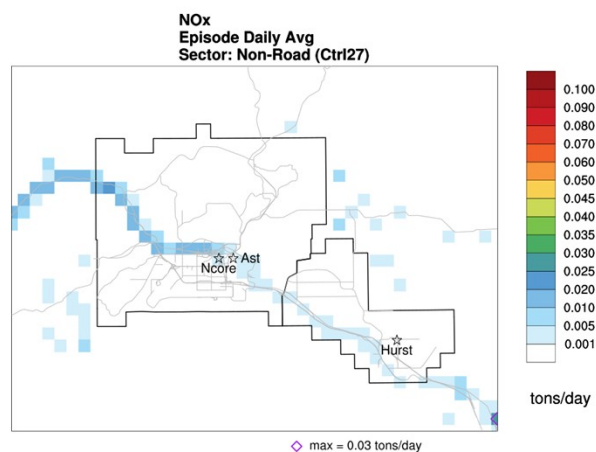 NOx
Episode Daily Avg
Sector: Non-Road (Ctrl27)
0.100
0.090
0.080
0.070
0.060
0.050
0.045
0.040
0.035
0.030
0.025
0.020
0.010
0.005
0.001
Ast
Ncore
Hurst
tons/day
max = 0.03 tons/day